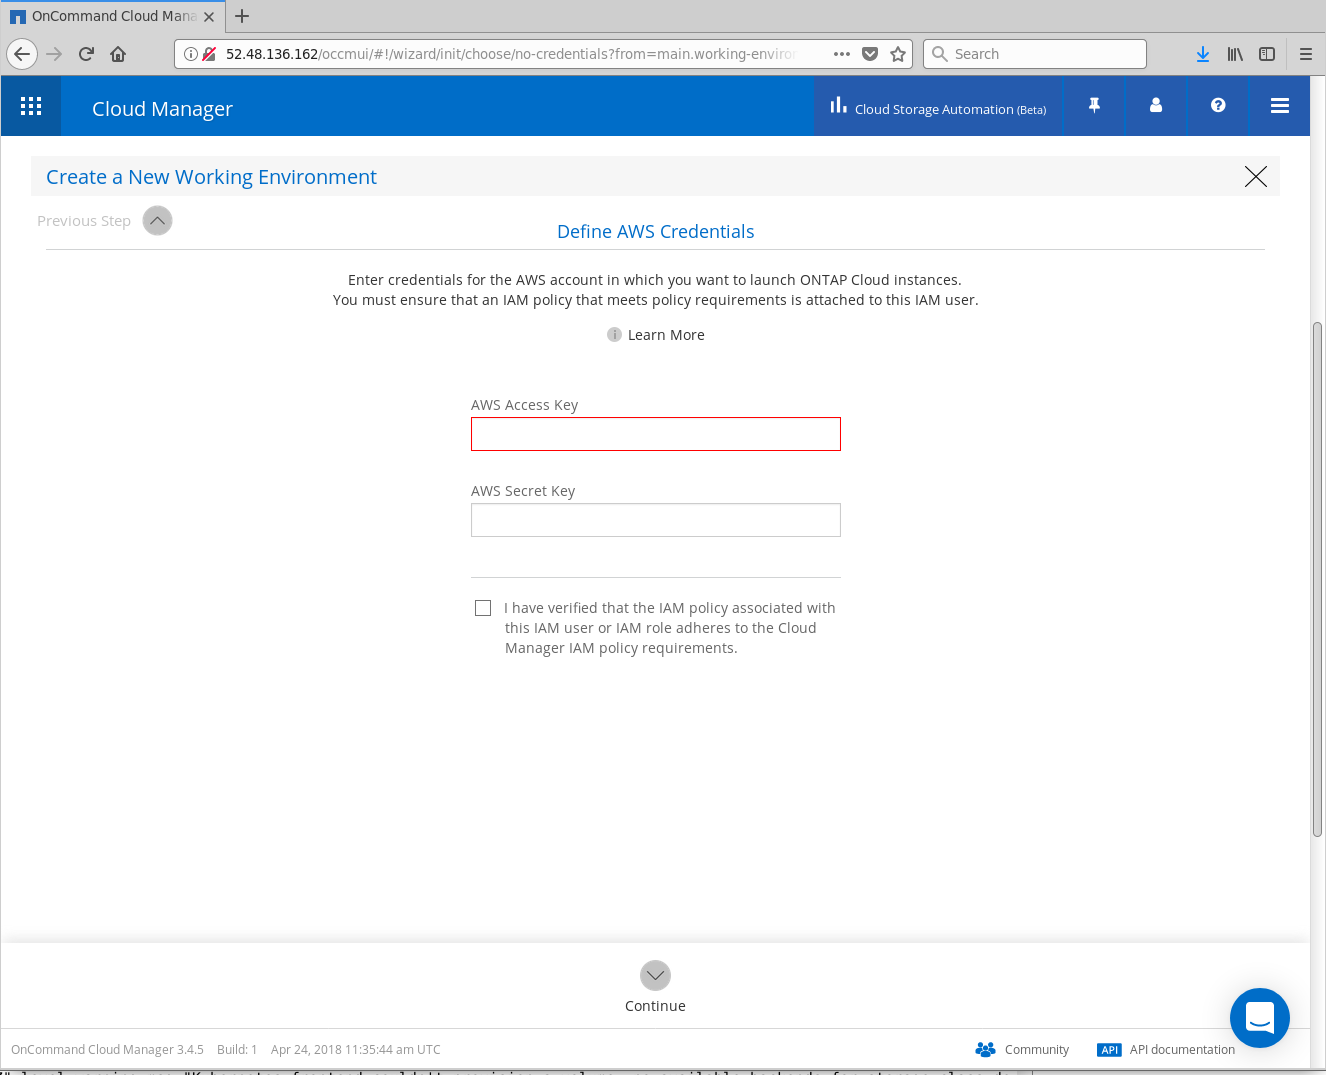 OnCommand Cloud Mana
52.48.136.162/occmui/#!/wizard/init/choose/no-credentials?from=main.working-environ
Search
Cloud Manager
Cloud Storage Automation (Beta)
Create a New Working Environment
Previous Step
Define AWS Credentials
Enter credentials for the AWS account in which you want to launch ONTAP Cloud instances.
You must ensure that an IAM policy that meets policy requirements is attached to this IAM user.
Learn More
AWS Access Key
AWS Secret Key
I have verified that the IAM policy associated with
this IAM user or IAM role adheres to the Cloud
Manager IAM policy requirements.
Continue
OnCommand Cloud Manager 3.4.5 Build: 1 Apr 24, 2018 11:35:44 am UTC
Community
API API documentation